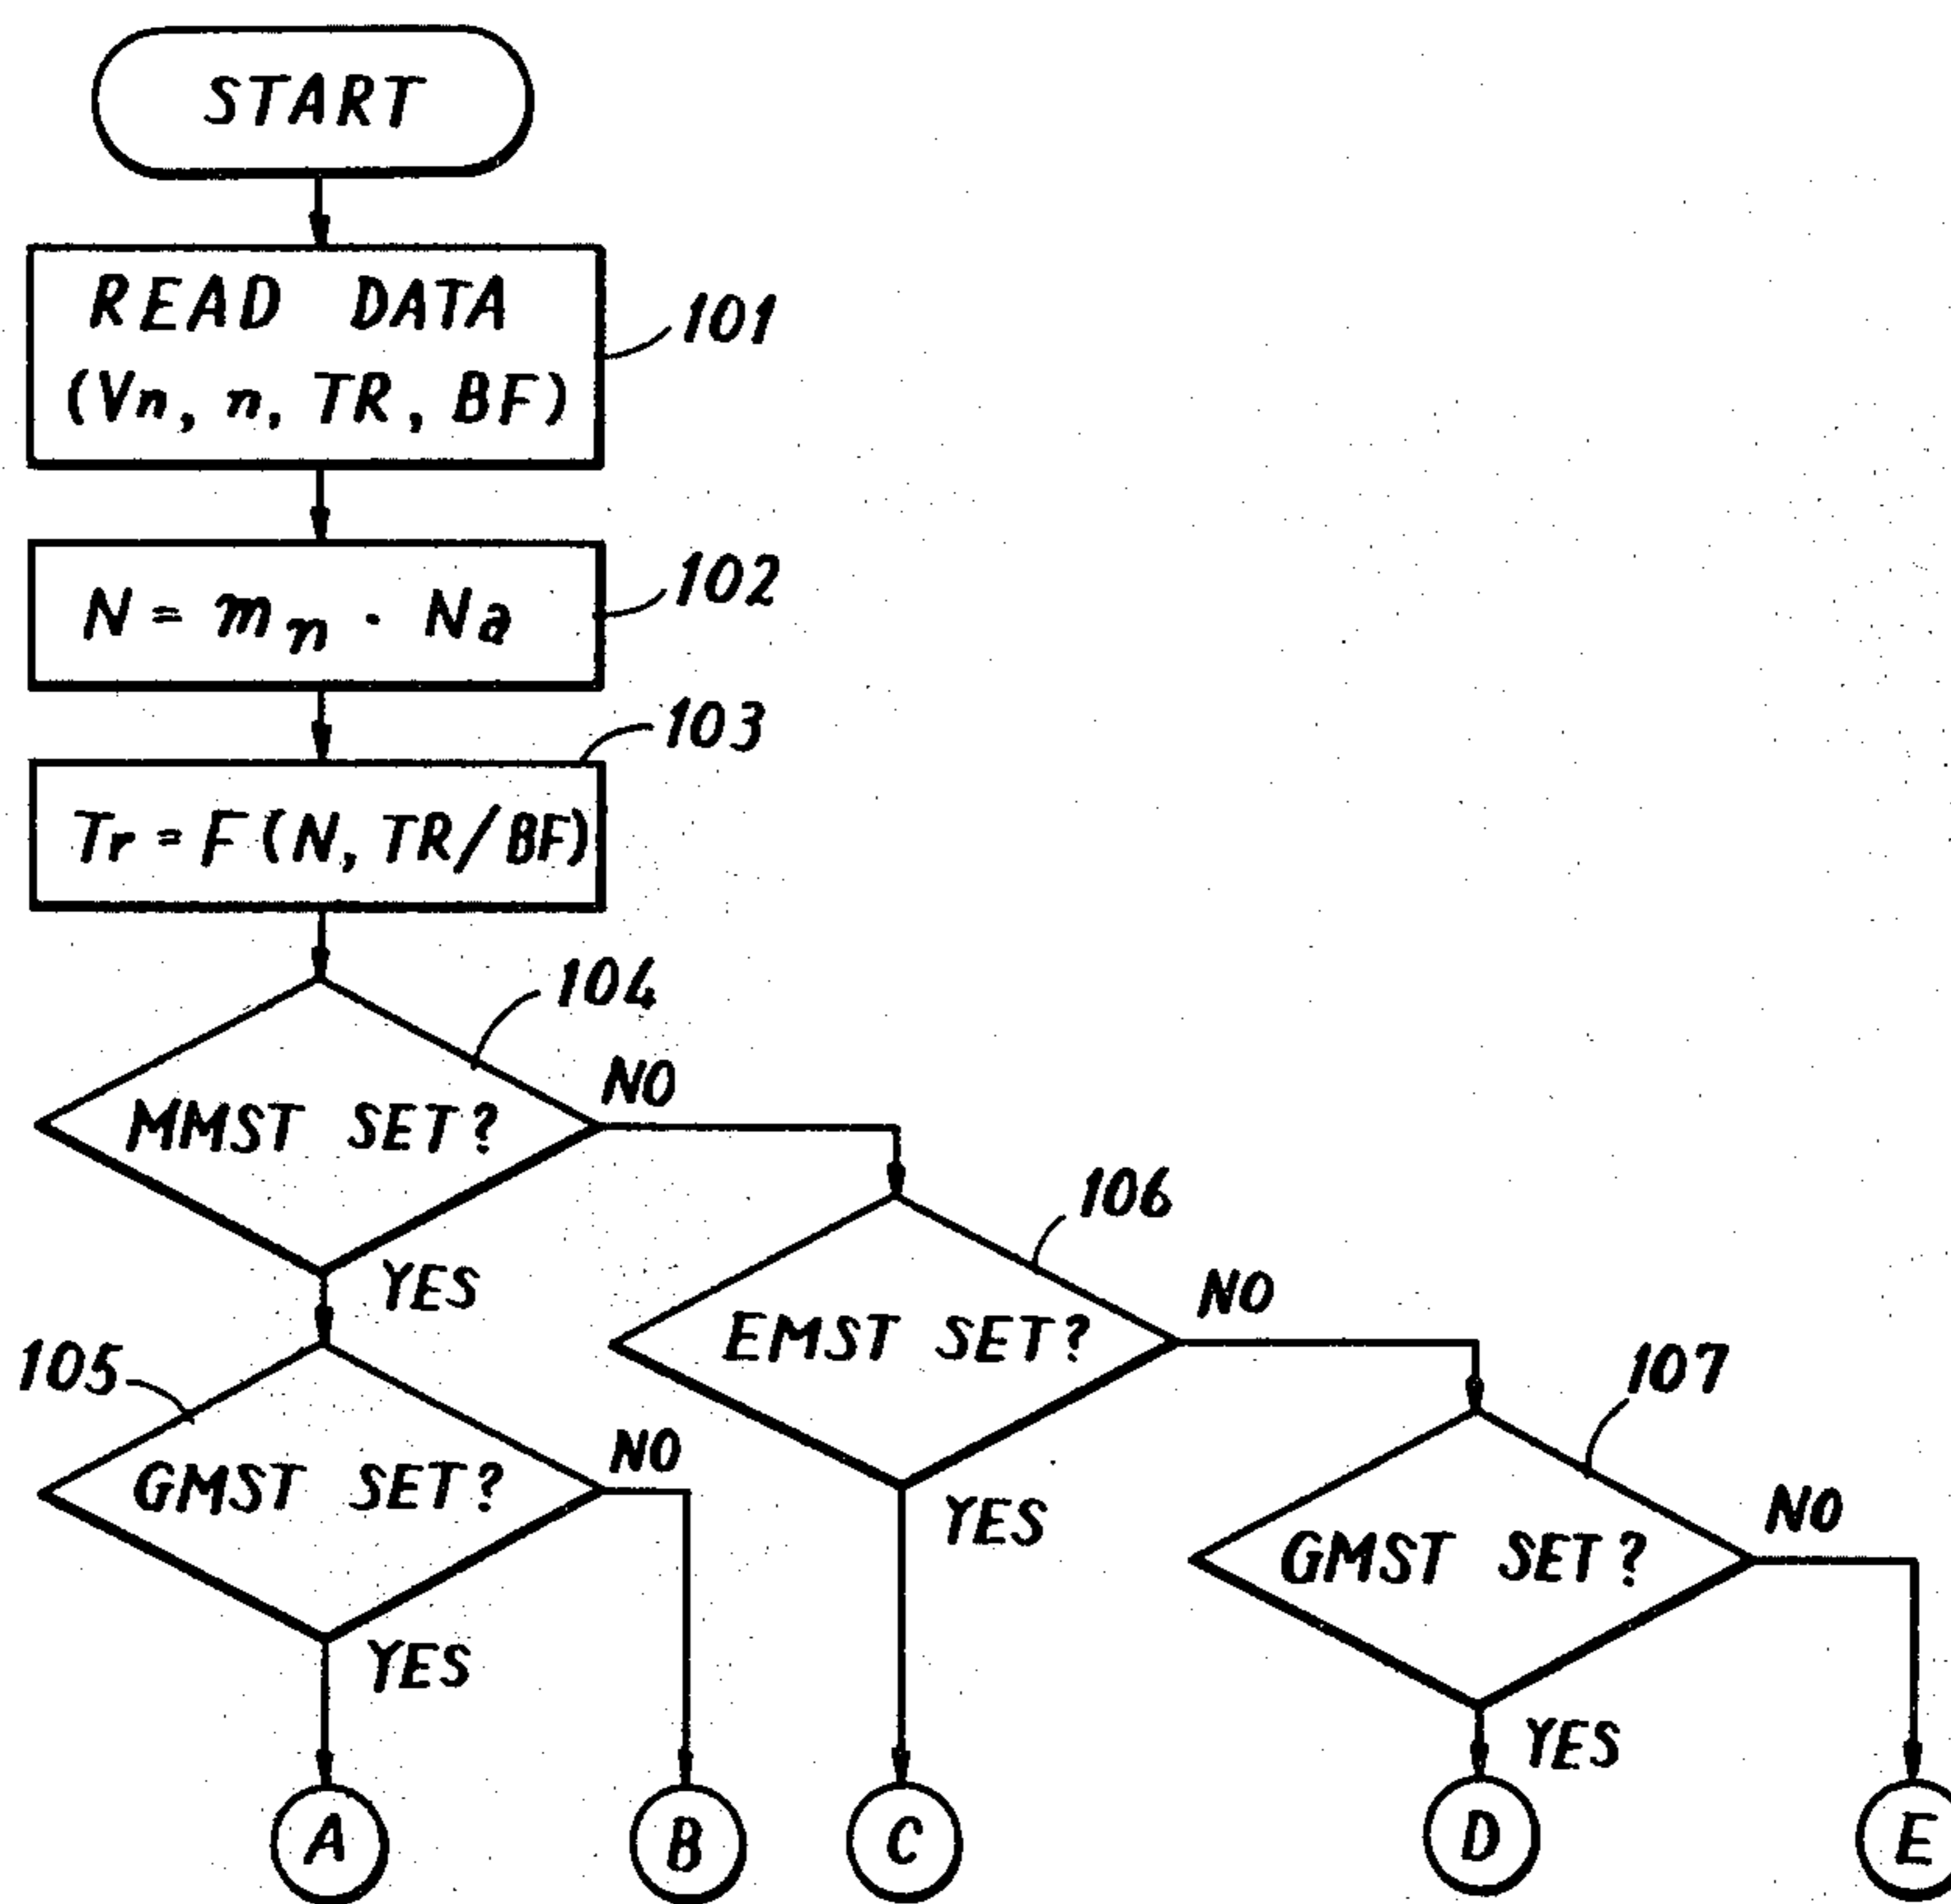 START
READ DATA
(Vn, n, TR, BF)
101
N = mn · Na
102
103
Tr = F (N, TR/BF)
104
MMST SET?
NO
YES
106
EMST SET?
NO
YES
105
GMST SET?
NO
YES
107
GMST SET?
NO
YES
A
B
C
D
E